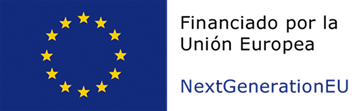 Financiado por la
Unión Europea
NextGenerationEU